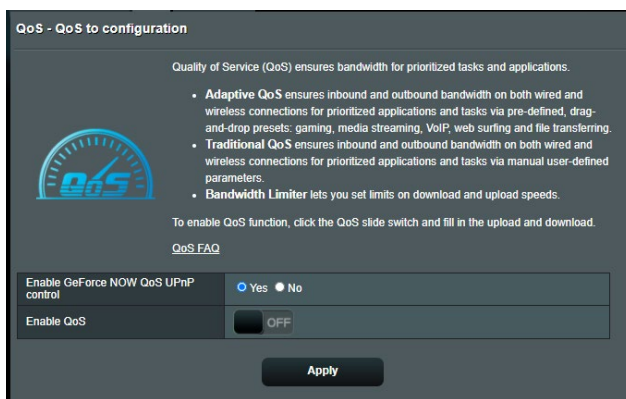 QoS - QoS to configuration
Quality of Service (QoS) ensures bandwidth for prioritized tasks and applications.
• Adaptive QoS ensures inbound and outbound bandwidth on both wired and
wireless connections for prioritized applications and tasks via pre-defined, drag-
and-drop presets: gaming, media streaming, VoIP, web surfing and file transferring.
• Traditional QoS ensures inbound and outbound bandwidth on both wired and
wireless connections for prioritized applications and tasks via manual user-defined
parameters.
• Bandwidth Limiter lets you set limits on download and upload speeds.
QoS
To enable QoS function, click the QoS slide switch and fill in the upload and download.
QoS FAQ
Enable GeForce NOW QoS UPnP
control
Yes No
Enable QoS
OFF
Apply